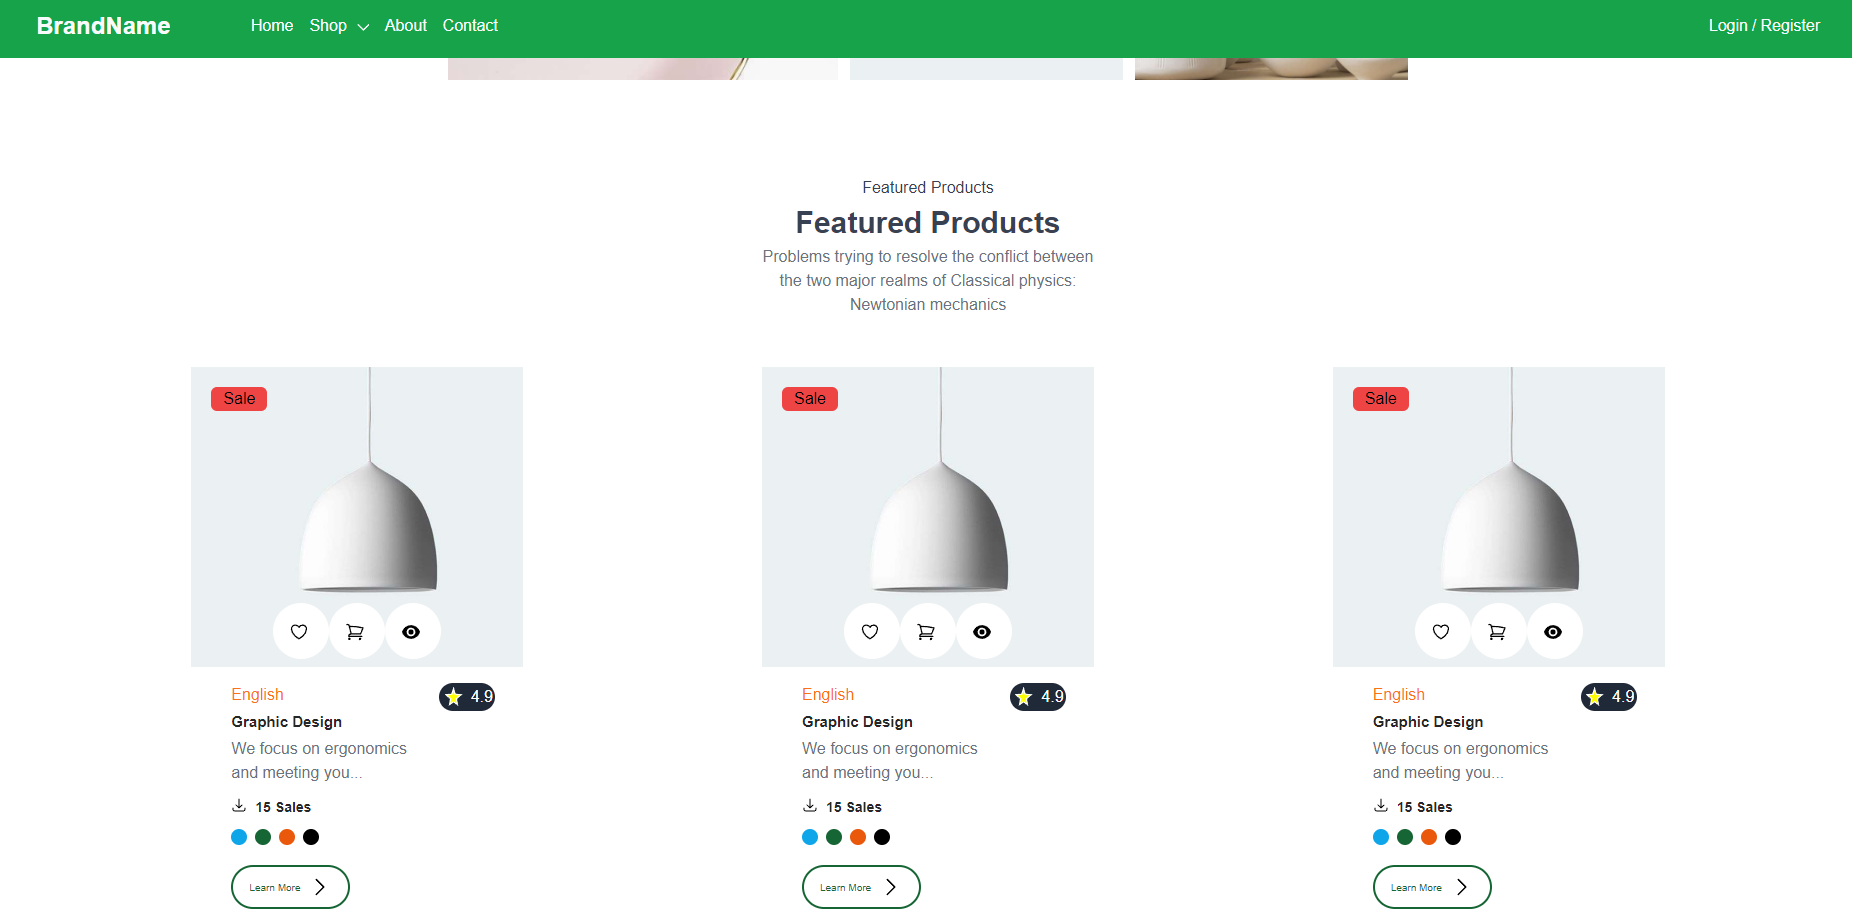 BrandName
Home Shop About Contact
Login / Register
Featured Products
Featured Products
Problems trying to resolve the conflict between
the two major realms of Classical physics:
Newtonian mechanics
Sale
Sale
Sale
English
4.9
Graphic Design
We focus on ergonomics
and meeting you...
15 Sales
Learn More
English
4.9
Graphic Design
We focus on ergonomics
and meeting you...
15 Sales
Learn More
English
4.9
Graphic Design
We focus on ergonomics
and meeting you...
15 Sales
Learn More